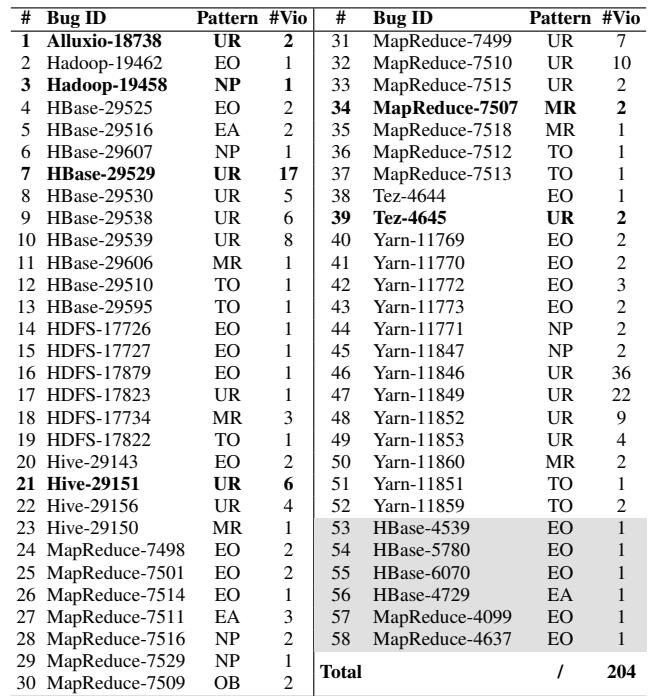 # Bug ID Pattern #Vio
1 Alluxio-18738 UR 2
2 Hadoop-19462 EO 1
3 Hadoop-19458 NP 1
4 HBase-29525 EO 2
5 HBase-29516 EA 2
6 HBase-29607 NP 1
7 HBase-29529 UR 17
8 HBase-29530 UR 5
9 HBase-29538 UR 6
10 HBase-29539 UR 8
11 HBase-29606 MR 1
12 HBase-29510 TO 1
13 HBase-29595 TO 1
14 HDFS-17726 EO 1
15 HDFS-17727 EO 1
16 HDFS-17879 EO 1
17 HDFS-17823 UR 1
18 HDFS-17734 MR 3
19 HDFS-17822 TO 1
20 Hive-29143 EO 2
21 Hive-29151 UR 6
22 Hive-29156 UR 4
23 Hive-29150 MR 1
24 MapReduce-7498 EO 2
25 MapReduce-7501 EO 2
26 MapReduce-7514 EO 1
27 MapReduce-7511 EA 3
28 MapReduce-7516 NP 2
29 MapReduce-7529 NP 1
30 MapReduce-7509 OB 2
# Bug ID Pattern #Vio
31 MapReduce-7499 UR 7
32 MapReduce-7510 UR 10
33 MapReduce-7515 UR 2
34 MapReduce-7507 MR 2
35 MapReduce-7518 MR 1
36 MapReduce-7512 TO 1
37 MapReduce-7513 TO 1
38 Tez-4644 EO 1
39 Tez-4645 UR 2
40 Yarn-11769 EO 2
41 Yarn-11770 EO 2
42 Yarn-11772 EO 3
43 Yarn-11773 EO 2
44 Yarn-11771 NP 2
45 Yarn-11847 NP 2
46 Yarn-11846 UR 36
47 Yarn-11849 UR 22
48 Yarn-11852 UR 9
49 Yarn-11853 UR 4
50 Yarn-11860 MR 2
51 Yarn-11851 TO 1
52 Yarn-11859 TO 2
53 HBase-4539 EO 1
54 HBase-5780 EO 1
55 HBase-6070 EO 1
56 HBase-4729 EA 1
57 MapReduce-4099 EO 1
58 MapReduce-4637 EO 1
Total / 204